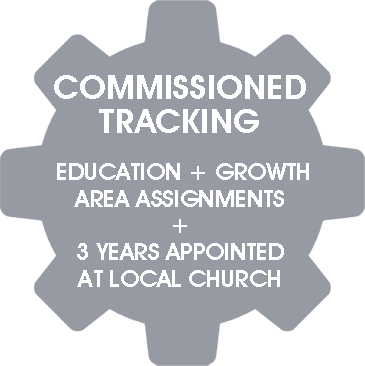 COMMISSIONED
TRACKING
EDUCATION + GROWTH
AREA ASSIGNMENTS
+
3 YEARS APPOINTED
AT LOCAL CHURCH